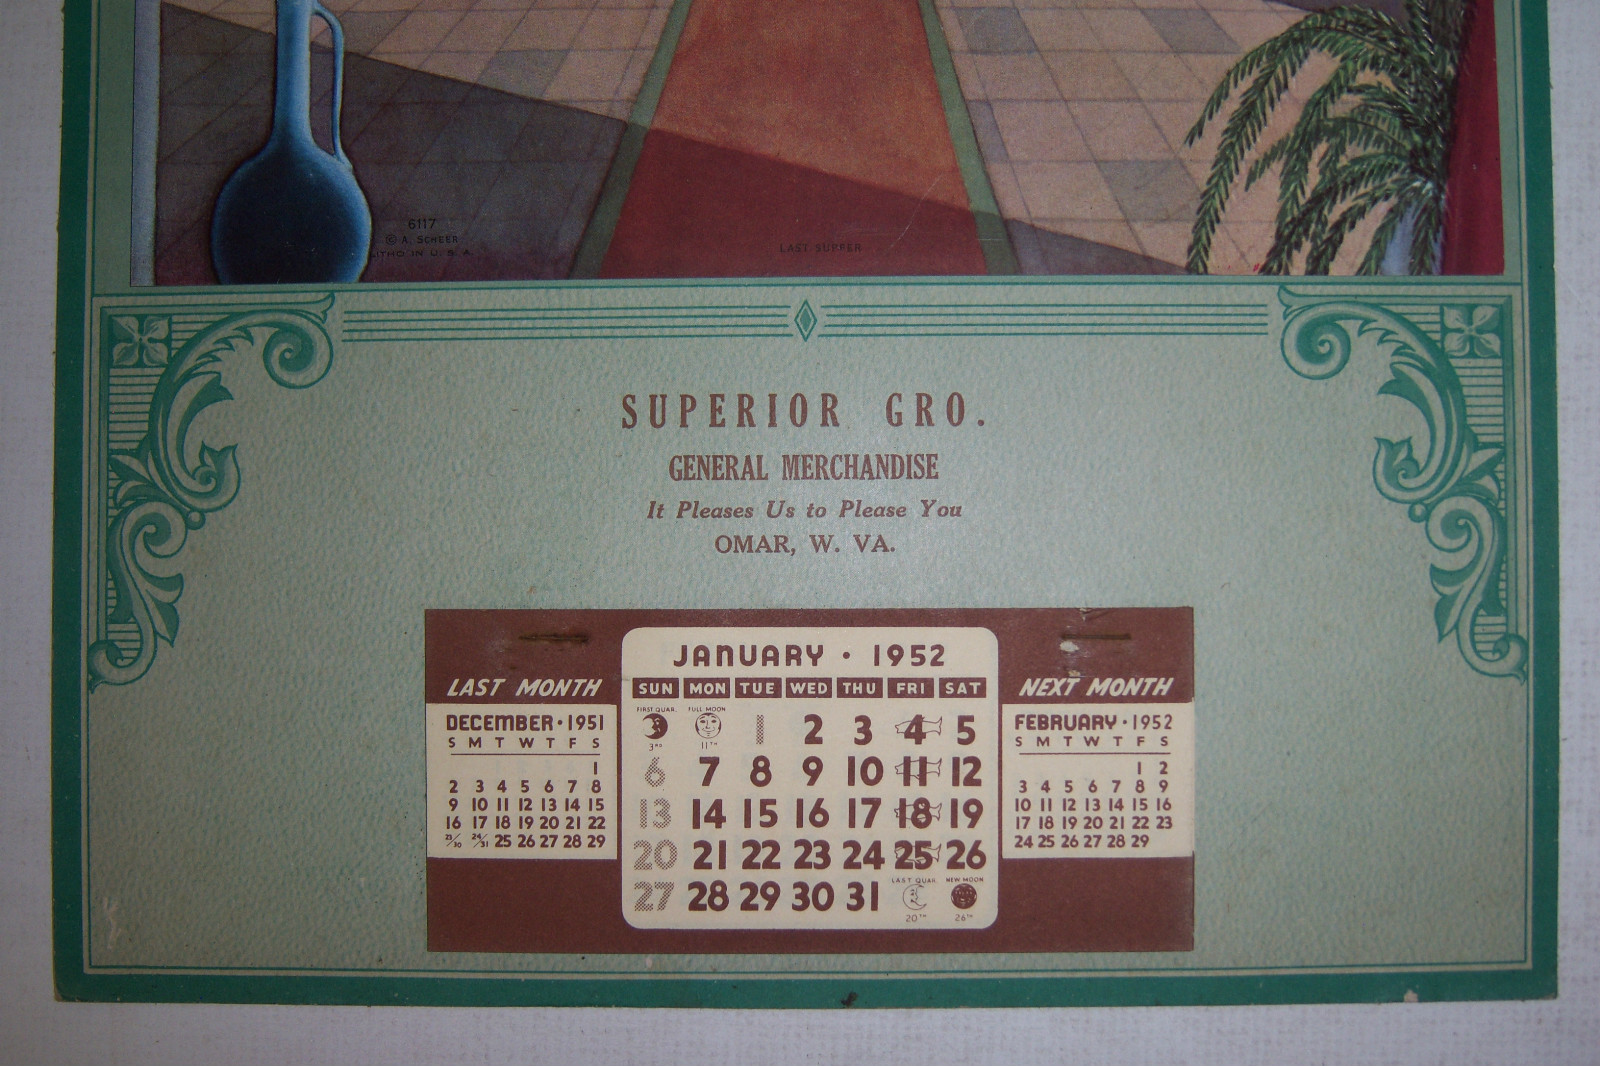 6117
© A. SCHEER
LITHO IN U. S. A.
LAST SUPPER
SUPERIOR GRO.
GENERAL MERCHANDISE
It Pleases Us to Please You
OMAR, W. VA.
LAST MONTH
DECEMBER · 1951
S M T W T F S
1
2 3 4 5 6 7 8
9 10 11 12 13 14 15
16 17 18 19 20 21 22
23/30 24/31 25 26 27 28 29
JANUARY · 1952
SUN MON TUE WED THU FRI SAT
FIRST QUAR. 3RD FULL MOON 11TH 1 2 3 4 5
6 7 8 9 10 11 12
13 14 15 16 17 18 19
20 21 22 23 24 25 26
27 28 29 30 31 LAST QUAR. 20TH NEW MOON 26TH
NEXT MONTH
FEBRUARY · 1952
S M T W T F S
1 2
3 4 5 6 7 8 9
10 11 12 13 14 15 16
17 18 19 20 21 22 23
24 25 26 27 28 29